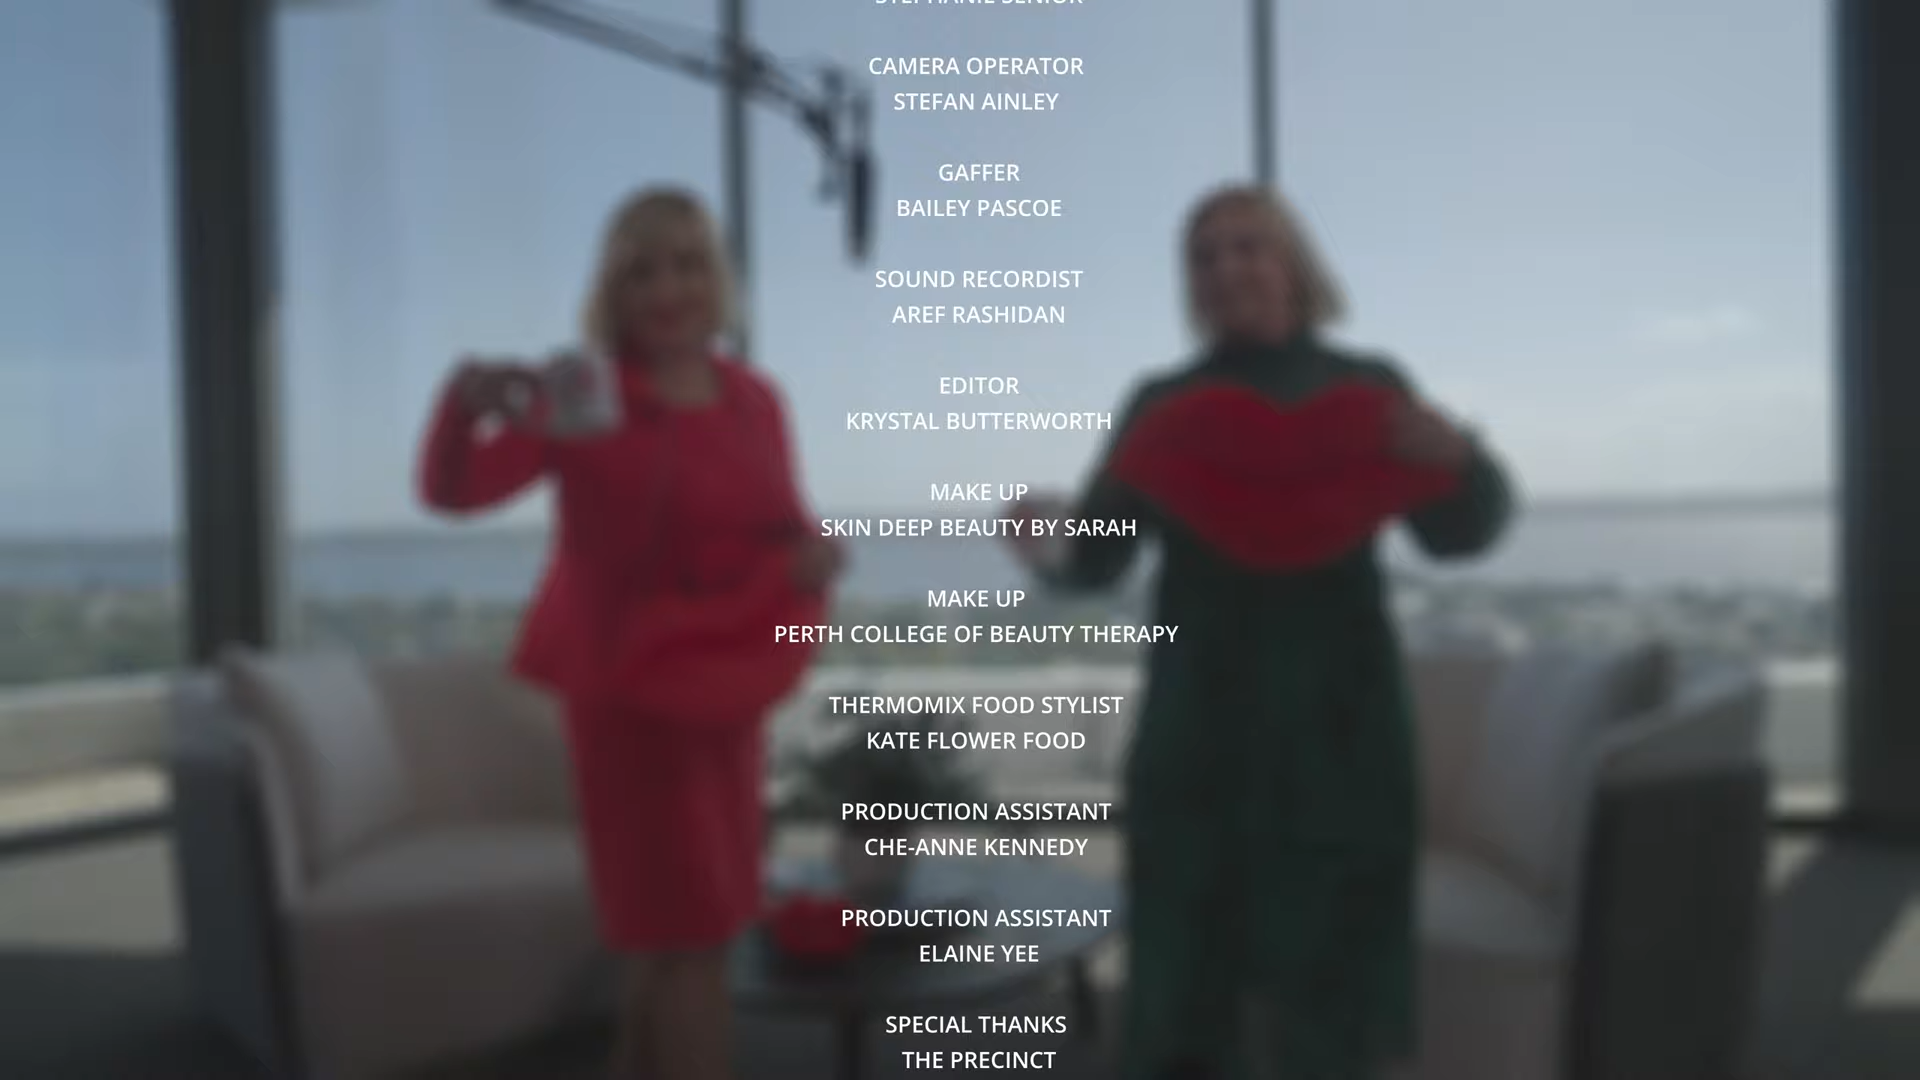 STEPHANIE SENIOR
CAMERA OPERATOR
STEFAN AINLEY
GAFFER
BAILEY PASCOE
SOUND RECORDIST
AREF RASHIDAN
EDITOR
KRYSTAL BUTTERWORTH
MAKE UP
SKIN DEEP BEAUTY BY SARAH
MAKE UP
PERTH COLLEGE OF BEAUTY THERAPY
THERMOMIX FOOD STYLIST
KATE FLOWER FOOD
PRODUCTION ASSISTANT
CHE-ANNE KENNEDY
PRODUCTION ASSISTANT
ELAINE YEE
SPECIAL THANKS
THE PRECINCT